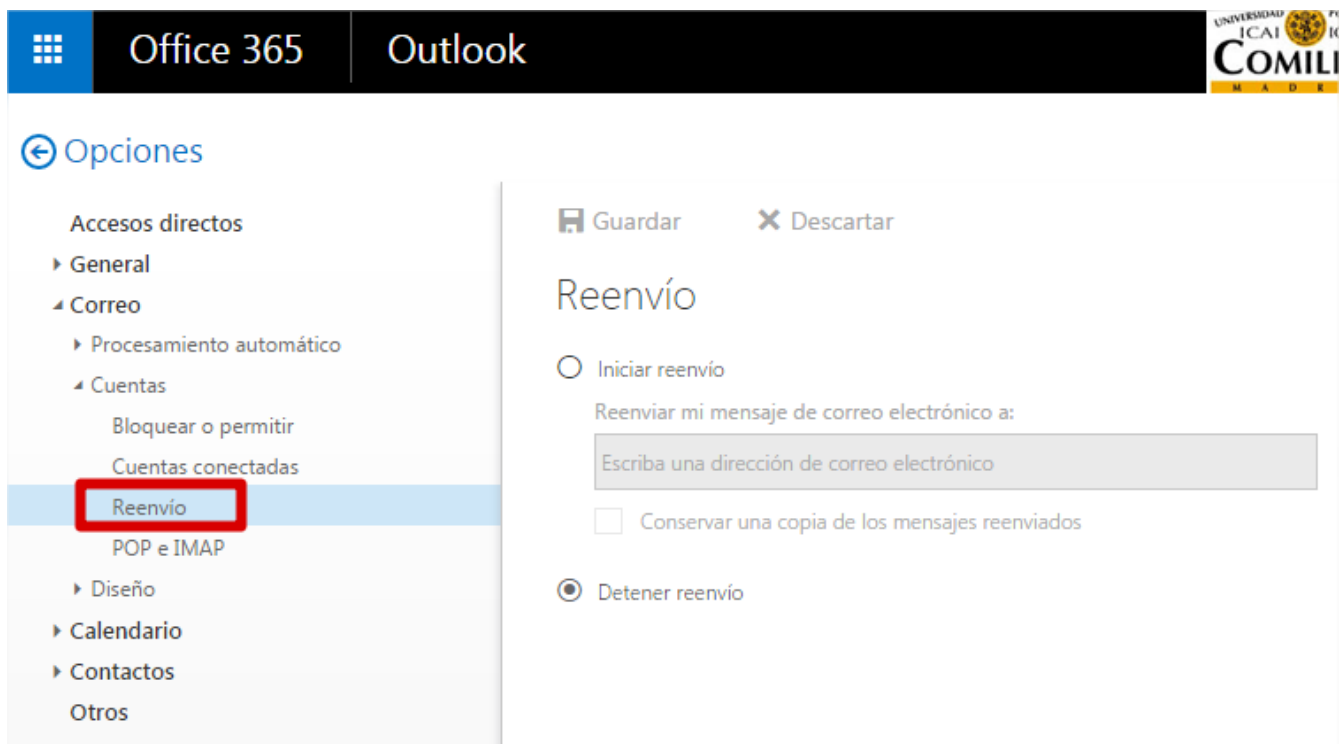 Office 365
Outlook
UNIVERSIDAD
ICAI
COMILL
M A D R
Opciones
Accesos directos
General
Correo
Procesamiento automático
Cuentas
Bloquear o permitir
Cuentas conectadas
Reenvío
POP e IMAP
Diseño
Calendario
Contactos
Otros
Guardar
Descartar
Reenvío
Iniciar reenvío
Reenviar mi mensaje de correo electrónico a:
Escriba una dirección de correo electrónico
Conservar una copia de los mensajes reenviados
Detener reenvío